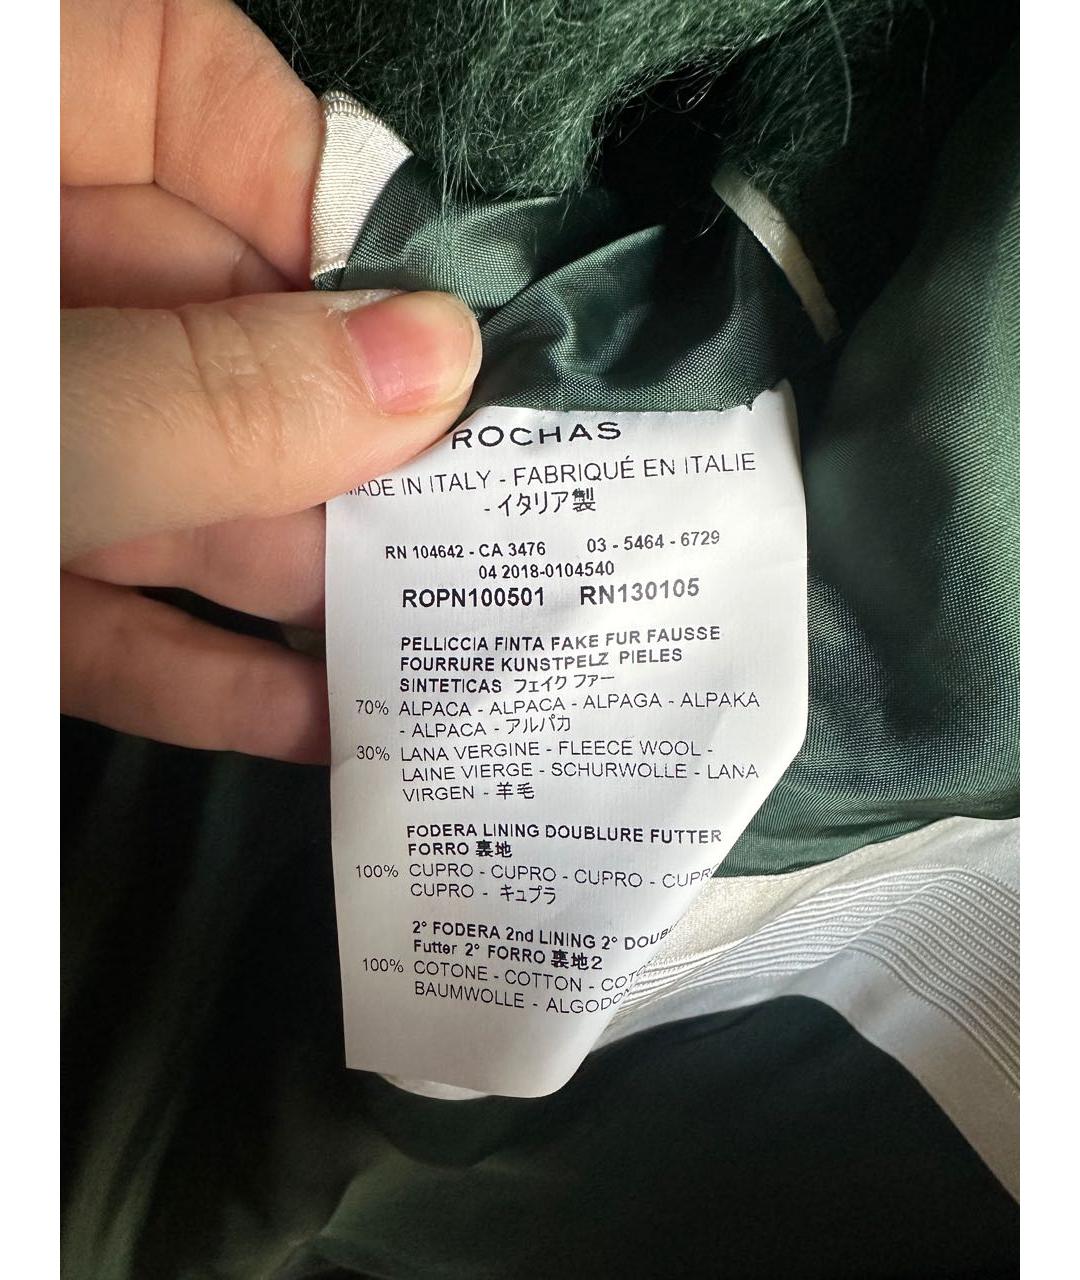 ROCHAS
MADE IN ITALY - FABRIQUÉ EN ITALIE
- イタリア製
RN 104642 - CA 3476 03 - 5464 - 6729
04 2018-0104540
ROPN100501 RN130105
PELLICCIA FINTA FAKE FUR FAUSSE
FOURRURE KUNSTPELZ PIELES
SINTETICAS フェイクファー
70% ALPACA - ALPACA - ALPAGA - ALPAKA
- ALPACA - アルパカ
30% LANA VERGINE - FLEECE WOOL -
LAINE VIERGE - SCHURWOLLE - LANA
VIRGEN - 羊毛
FODERA LINING DOUBLURE FUTTER
FORRO 裏地
100% CUPRO - CUPRO - CUPRO - CUPR
CUPRO - キュプラ
2° FODERA 2nd LINING 2° DOUB
Futter 2° FORRO 裏地2
100% COTONE - COTTON - COT
BAUMWOLLE - ALGODO